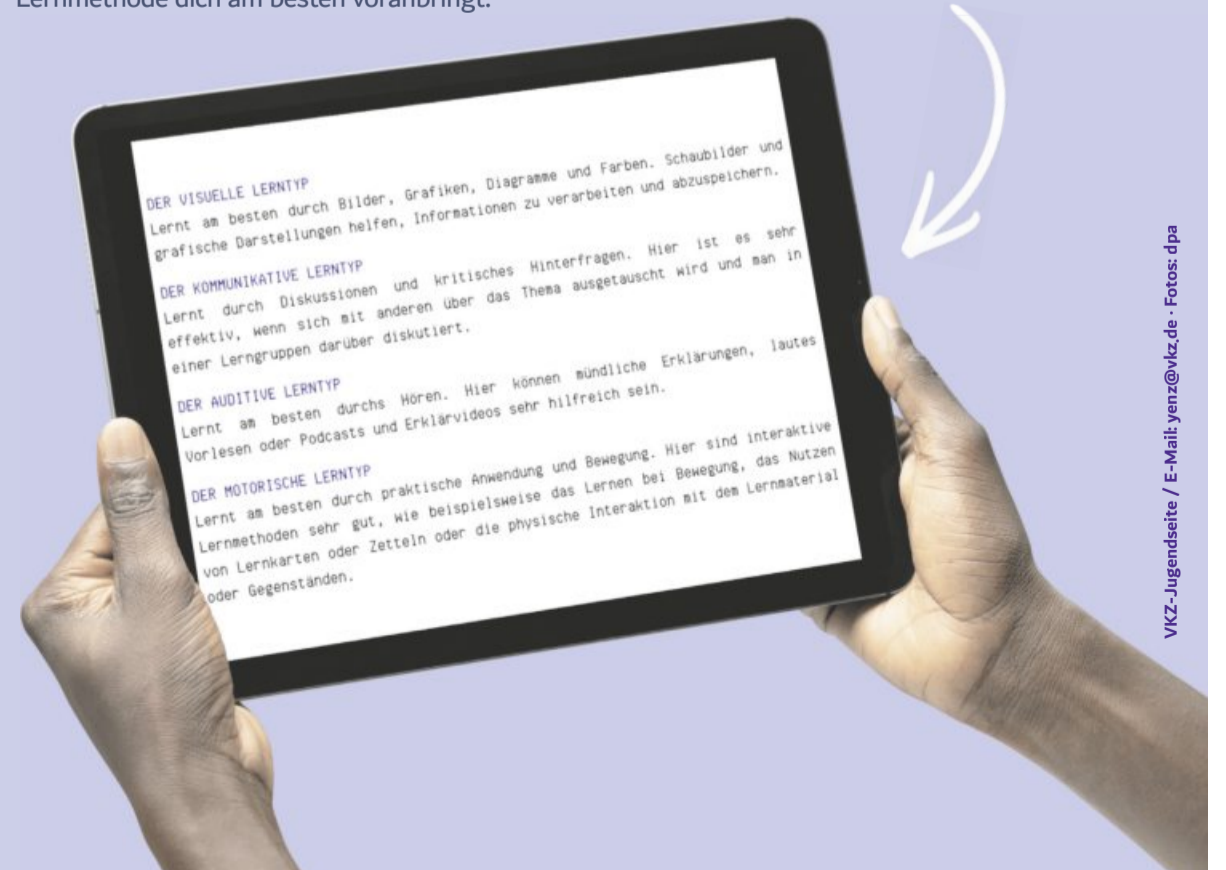 Lernmethode dich am besten voranbringt.
DER VISUELLE LERNTYP
Lernt am besten durch Bilder, Grafiken, Diagramme und Farben. Schaubilder und
grafische Darstellungen helfen, Informationen zu verarbeiten und abzuspeichern.
DER KOMMUNIKATIVE LERNTYP
Lernt durch Diskussionen und kritisches Hinterfragen. Hier ist es sehr
effektiv, wenn sich mit anderen über das Thema ausgetauscht wird und man in
einer Lerngruppen darüber diskutiert.
DER AUDITIVE LERNTYP
Lernt am besten durchs Hören. Hier können mündliche Erklärungen, lautes
Vorlesen oder Podcasts und Erklärvideos sehr hilfreich sein.
DER MOTORISCHE LERNTYP
Lernt am besten durch praktische Anwendung und Bewegung. Hier sind interaktive
Lernmethoden sehr gut, wie beispielsweise das Lernen bei Bewegung, das Nutzen
von Lernkarten oder Zetteln oder die physische Interaktion mit dem Lernmaterial
oder Gegenständen.
VKZ-Jugendseite / E-Mail: yenz@vkz.de · Fotos: dpa